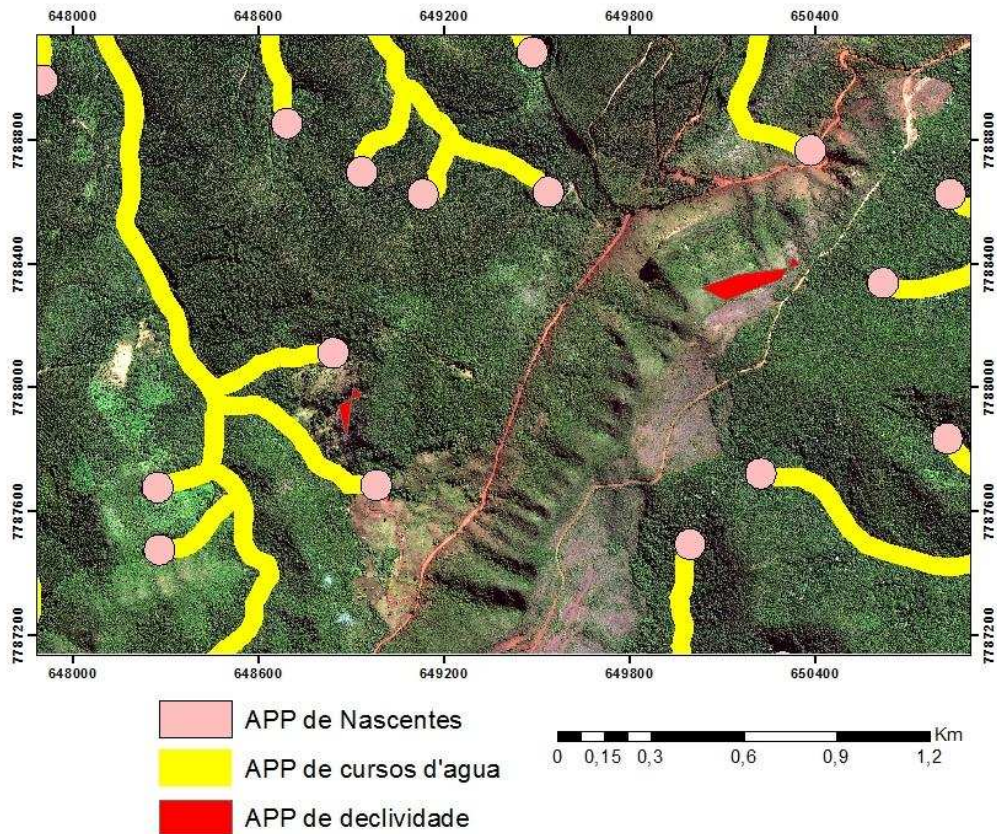 648000 648600 649200 649800 650400
7788800 7788800
7788400 7788400
7788000 7788000
7787600 7787600
7787200 7787200
648000 648600 649200 649800 650400
APP de Nascentes
APP de cursos d'agua
APP de declividade
Km
0 0,15 0,3 0,6 0,9 1,2